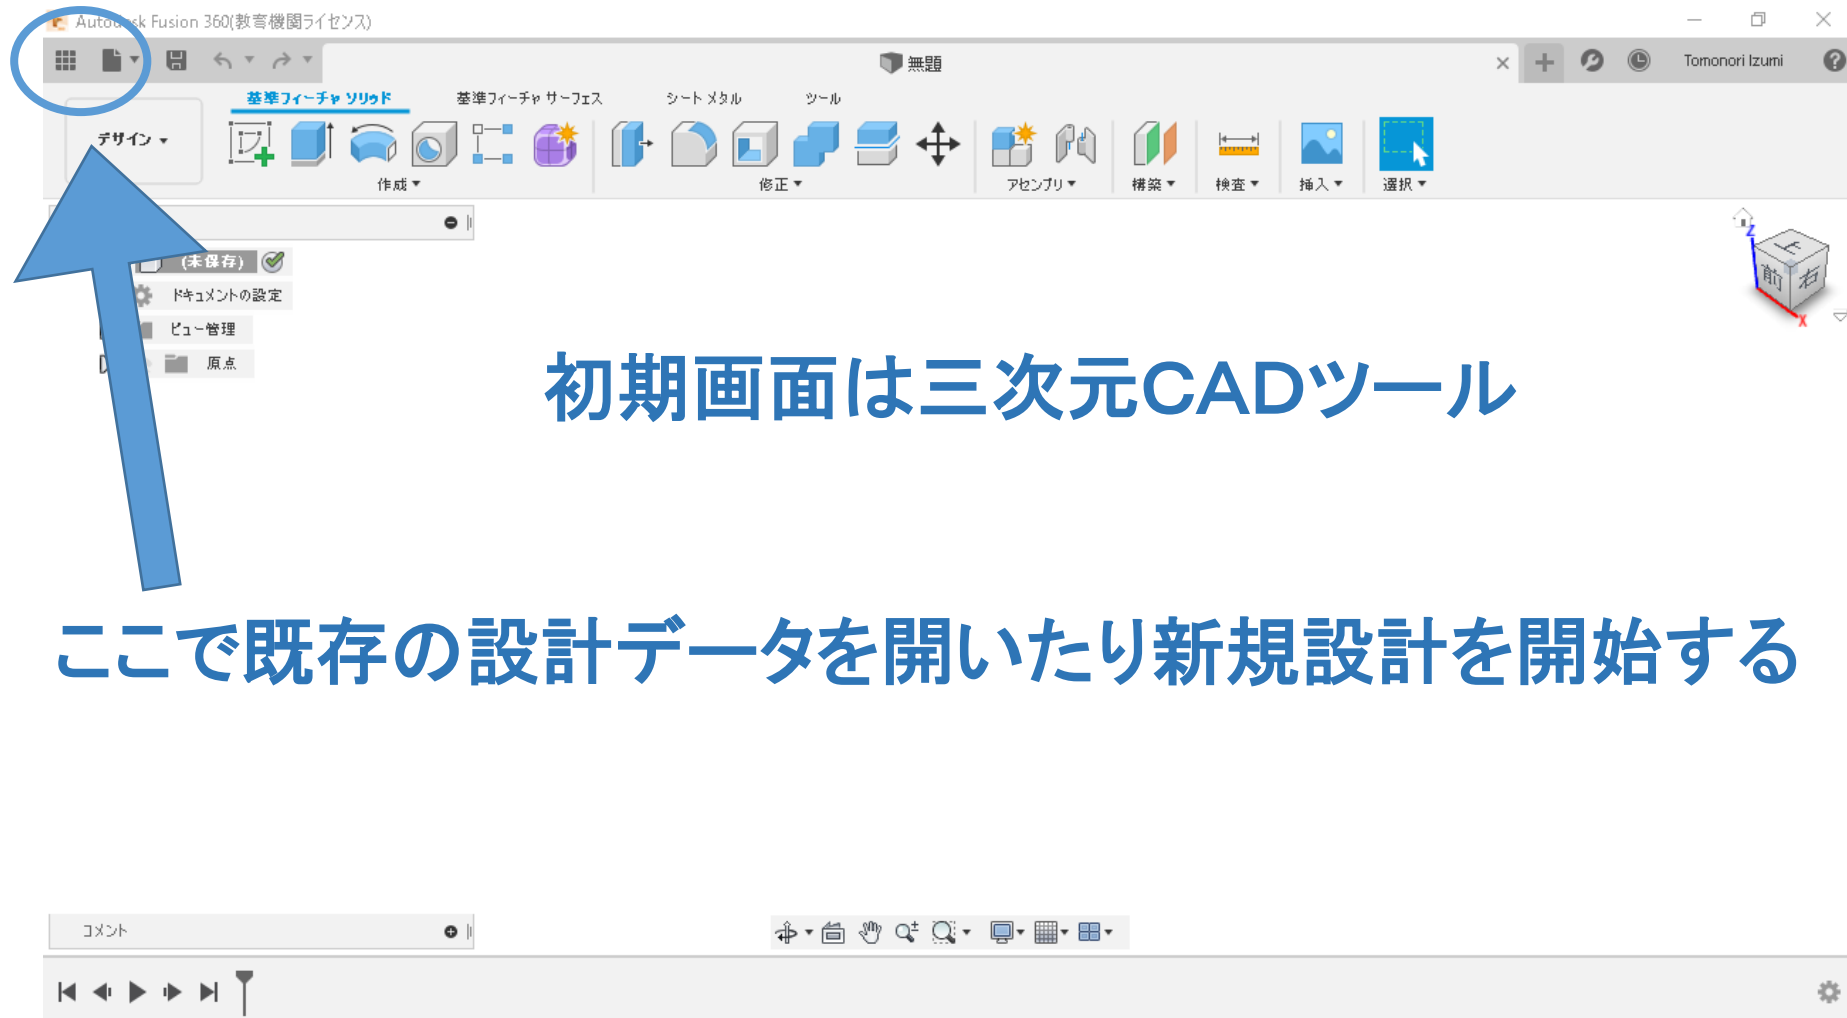 Autodesk Fusion 360(教育機関ライセンス)
無題
Tomonori Izumi
基準フィーチャ ソリッド
基準フィーチャ サーフェス
シート メタル
ツール
デザイン
作成
修正
アセンブリ
構築
検査
挿入
選択
(未保存)
ドキュメントの設定
ビュー管理
原点
上
前
右
Z
X
初期画面は三次元CADツール
ここで既存の設計データを開いたり新規設計を開始する
コメント